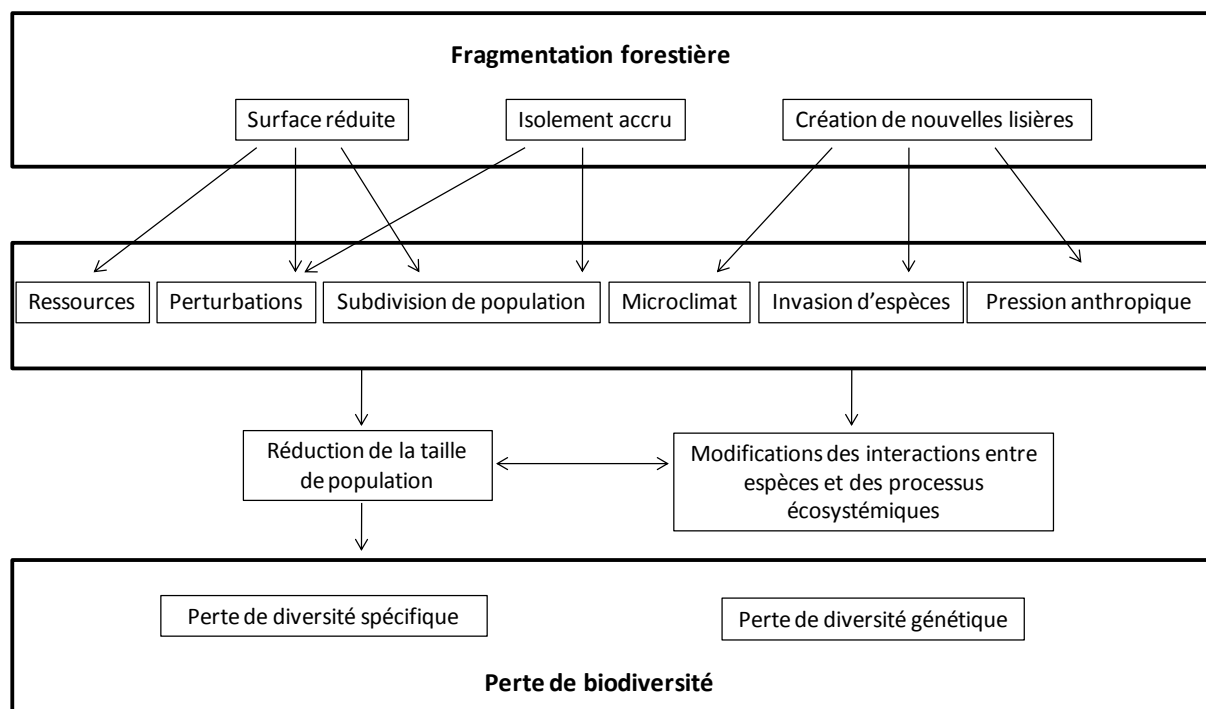 Fragmentation forestière
Surface réduite
Isolement accru
Création de nouvelles lisières
Ressources
Perturbations
Subdivision de population
Microclimat
Invasion d'espèces
Pression anthropique
Réduction de la taille
de population
Modifications des interactions entre
espèces et des processus
écosystémiques
Perte de diversité spécifique
Perte de diversité génétique
Perte de biodiversité